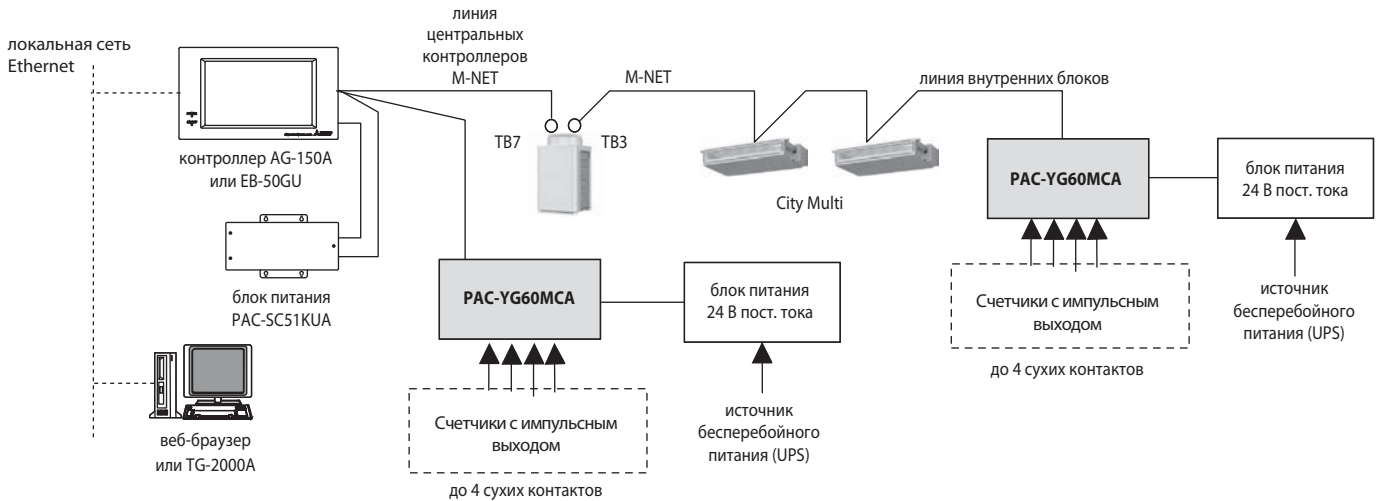 локальная сеть
Ethernet
контроллер AG-150A
или EB-50GU
блок питания
PAC-SC51KUA
веб-браузер
или TG-2000A
линия
центральных
контроллеров
M-NET
M-NET
линия внутренних блоков
TB7
TB3
City Multi
PAC-YG60MCA
блок питания
24 В пост. тока
Счетчики с импульсным
выходом
до 4 сухих контактов
источник
бесперебойного
питания (UPS)
PAC-YG60MCA
блок питания
24 В пост. тока
Счетчики с импульсным
выходом
до 4 сухих контактов
источник
бесперебойного
питания (UPS)